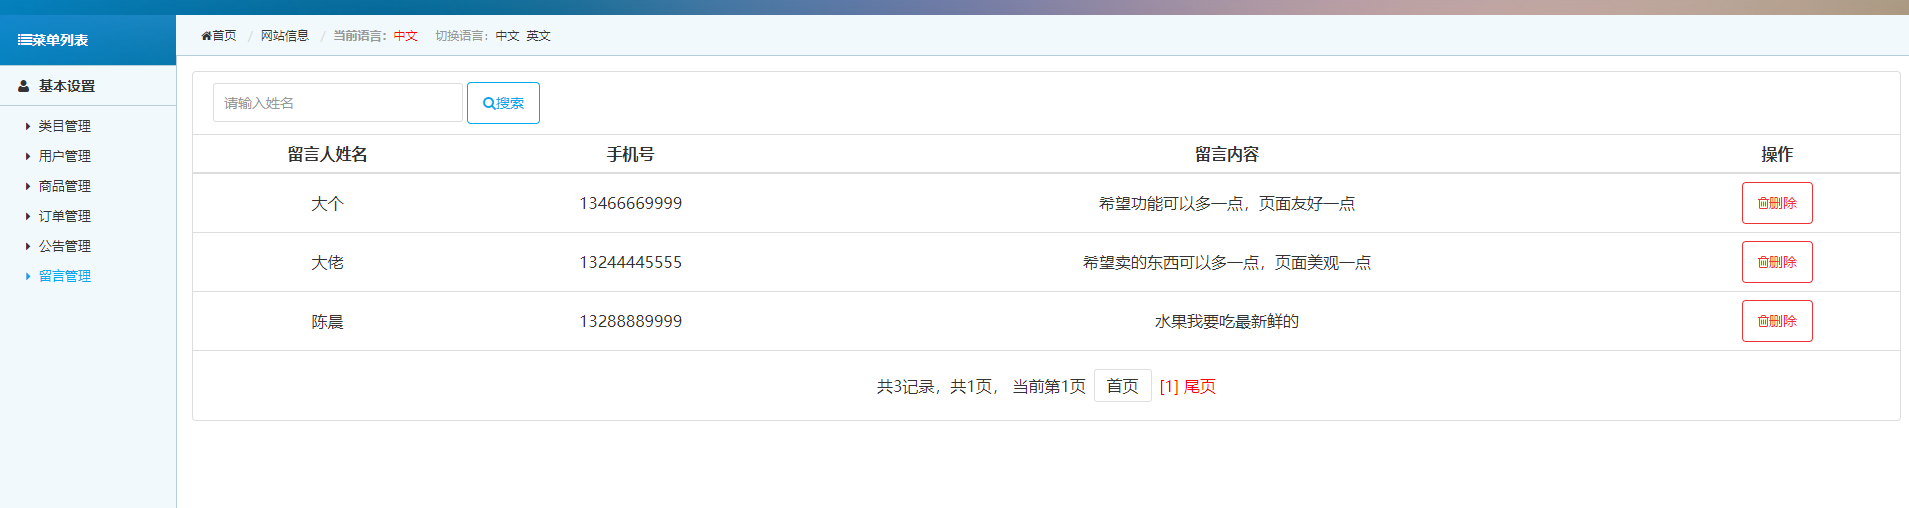 菜单列表
首页 / 网站信息 / 当前语言：中文 切换语言：中文 英文
基本设置
类目管理
用户管理
商品管理
订单管理
公告管理
留言管理
请输入姓名 搜索
留言人姓名 手机号 留言内容 操作
大个 13466669999 希望功能可以多一点，页面友好一点 删除
大佬 13244445555 希望卖的东西可以多一点，页面美观一点 删除
陈晨 13288889999 水果我要吃最新鲜的 删除
共3记录，共1页， 当前第1页 首页 [1] 尾页